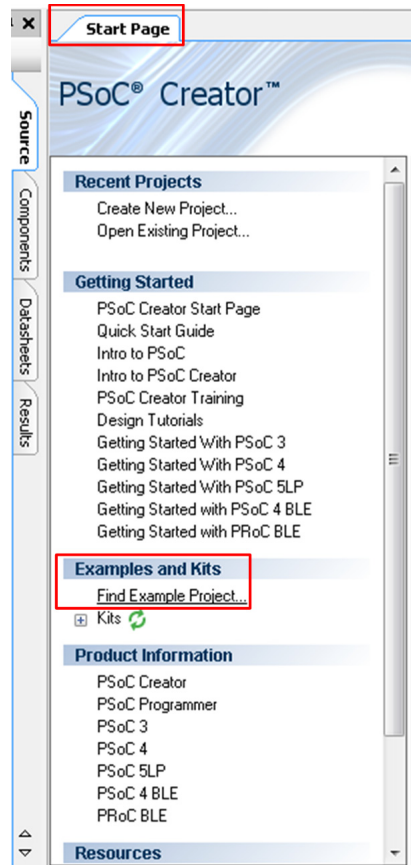 Start Page
PSoC® Creator™
Source
Components
Datasheets
Results
Recent Projects
Create New Project...
Open Existing Project...
Getting Started
PSoC Creator Start Page
Quick Start Guide
Intro to PSoC
Intro to PSoC Creator
PSoC Creator Training
Design Tutorials
Getting Started With PSoC 3
Getting Started With PSoC 4
Getting Started With PSoC 5LP
Getting Started with PSoC 4 BLE
Getting Started with PRoC BLE
Examples and Kits
Find Example Project...
Kits
Product Information
PSoC Creator
PSoC Programmer
PSoC 3
PSoC 4
PSoC 5LP
PSoC 4 BLE
PRoC BLE
Resources